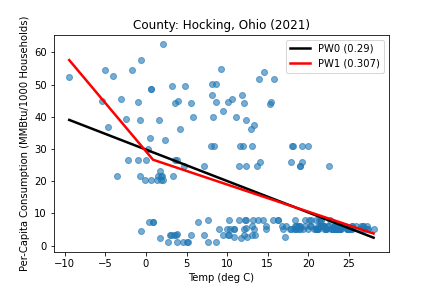 County: Hocking, Ohio (2021)
Per-Capita Consumption (MMBtu/1000 Households)
60
50
40
30
20
10
0
PW0 (0.29)
PW1 (0.307)
−10 −5 0 5 10 15 20 25
Temp (deg C)